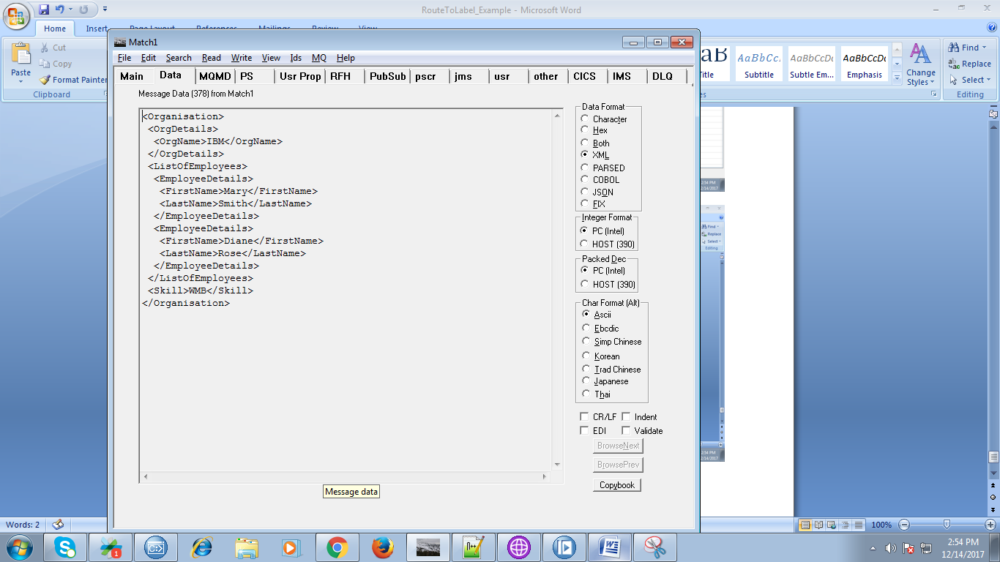 RouteToLabel_Example - Microsoft Word
Home Insert Page Layout References Mailings Review View
Paste
Cut
Copy
Format Painter
Clipboard
Title
Subtitle
Subtle Em...
Emphasis
Change Styles
Find
Replace
Select
Editing
Match1
File Edit Search Read Write View Ids MQ Help
Main Data MQMD PS Usr Prop RFH PubSub pscr jms usr other CICS IMS DLQ
Message Data (378) from Match1
<Organisation>
<OrgDetails>
<OrgName>IBM</OrgName>
</OrgDetails>
<ListOfEmployees>
<EmployeeDetails>
<FirstName>Mary</FirstName>
<LastName>Smith</LastName>
</EmployeeDetails>
<EmployeeDetails>
<FirstName>Diane</FirstName>
<LastName>Rose</LastName>
</EmployeeDetails>
</ListOfEmployees>
<Skill>WMB</Skill>
</Organisation>
Data Format
Character
Hex
Both
XML
PARSED
COBOL
JSON
FIX
Integer Format
PC (Intel)
HOST (390)
Packed Dec
PC (Intel)
HOST (390)
Char Format (Alt)
Ascii
Ebcdic
Simp Chinese
Korean
Trad Chinese
Japanese
Thai
CR/LF Indent
EDI Validate
BrowseNext
BrowsePrev
Copybook
Message data
Words: 2
100%
2:54 PM
12/14/2017